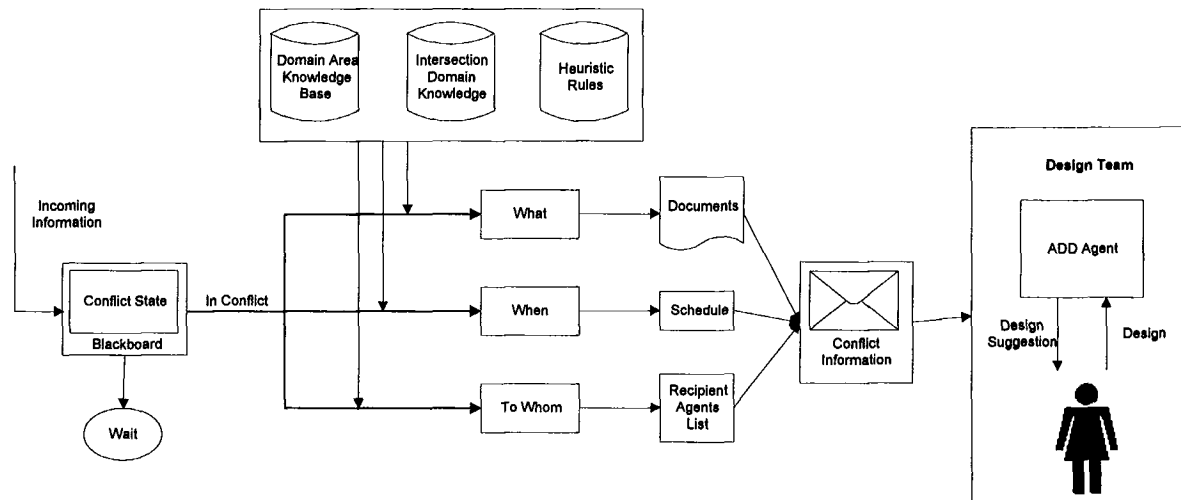 Domain Area
Knowledge
Base
Intersection
Domain
Knowledge
Heuristic
Rules
Incoming
Information
Conflict State
Blackboard
In Conflict
Wait
What
When
To Whom
Documents
Schedule
Recipient
Agents
List
Conflict
Information
Design Team
ADD Agent
Design
Suggestion
Design